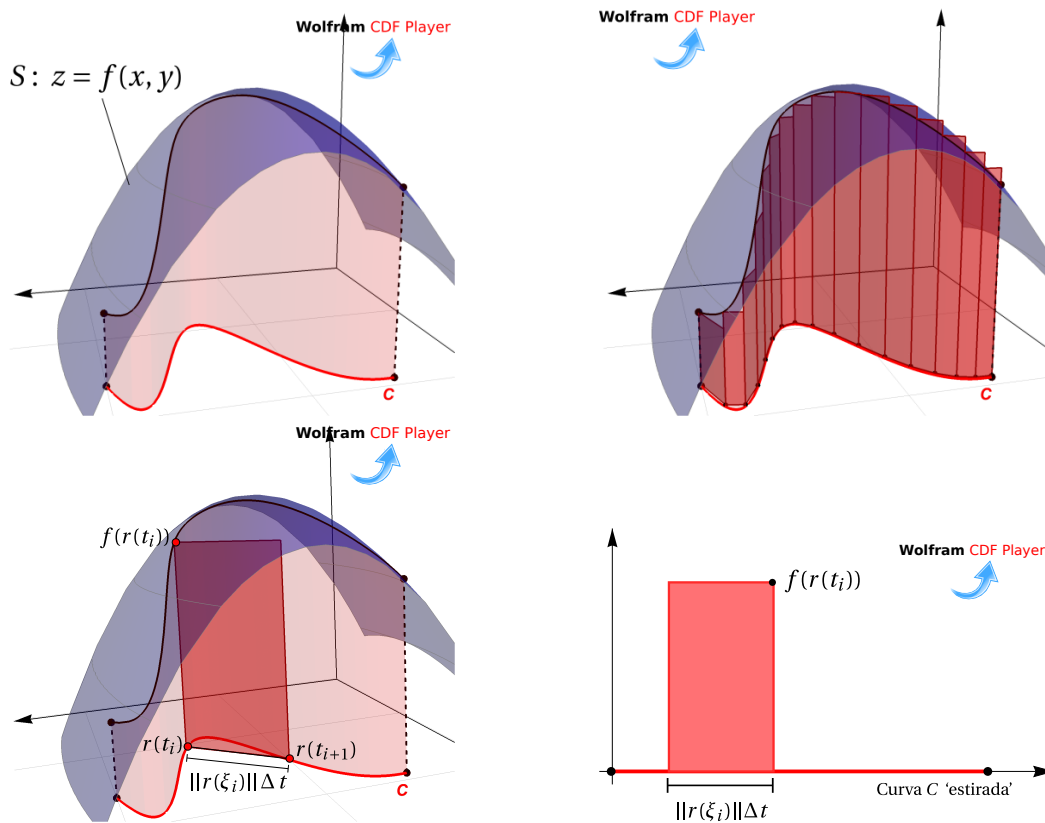 Wolfram CDF Player
S: z = f(x, y)
C
Wolfram CDF Player
C
Wolfram CDF Player
f(r(t_i))
r(t_i)
r(t_{i+1})
||r(ξ_i)||Δt
C
Wolfram CDF Player
f(r(t_i))
Curva C ‘estirada’
||r(ξ_i)||Δt